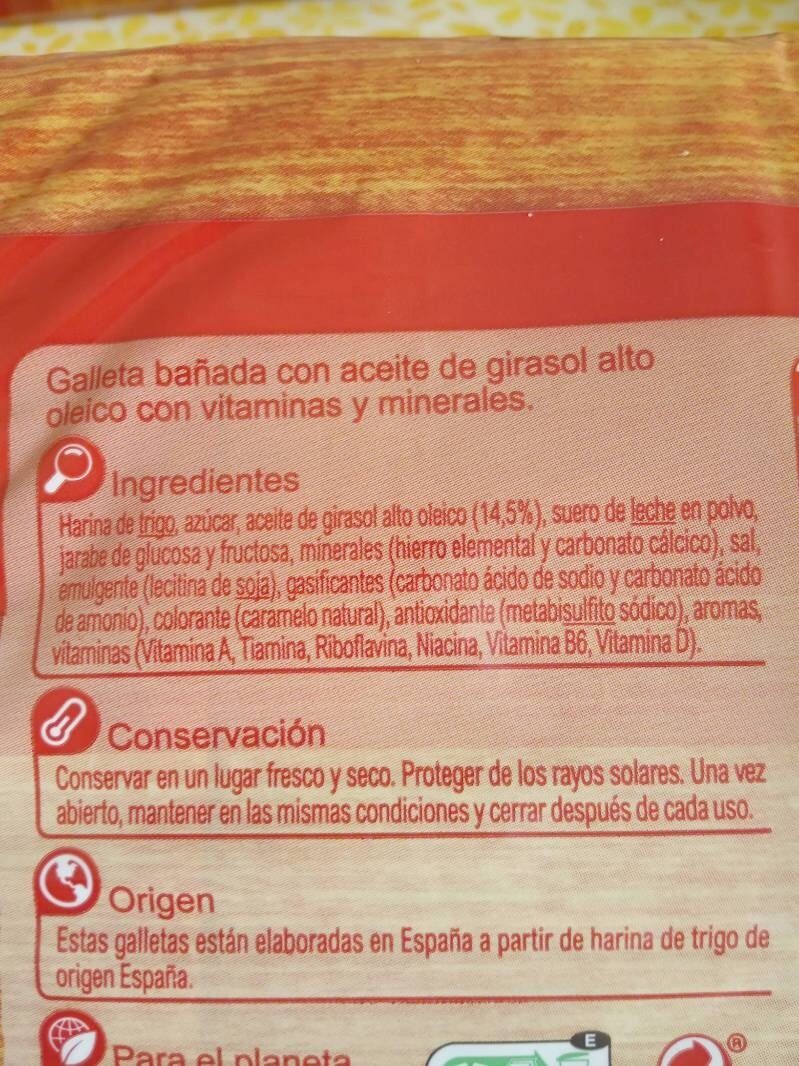 Galleta bañada con aceite de girasol alto
oleico con vitaminas y minerales.
Ingredientes
Harina de trigo, azúcar, aceite de girasol alto oleico (14,5%), suero de leche en polvo,
jarabe de glucosa y fructosa, minerales (hierro elemental y carbonato cálcico), sal,
emulgente (lecitina de soja), gasificantes (carbonato ácido de sodio y carbonato ácido
de amonio), colorante (caramelo natural), antioxidante (metabisulfito sódico), aromas,
vitaminas (Vitamina A, Tiamina, Riboflavina, Niacina, Vitamina B6, Vitamina D).
Conservación
Conservar en un lugar fresco y seco. Proteger de los rayos solares. Una vez
abierto, mantener en las mismas condiciones y cerrar después de cada uso.
Origen
Estas galletas están elaboradas en España a partir de harina de trigo de
origen España.
Para el planeta
E
®